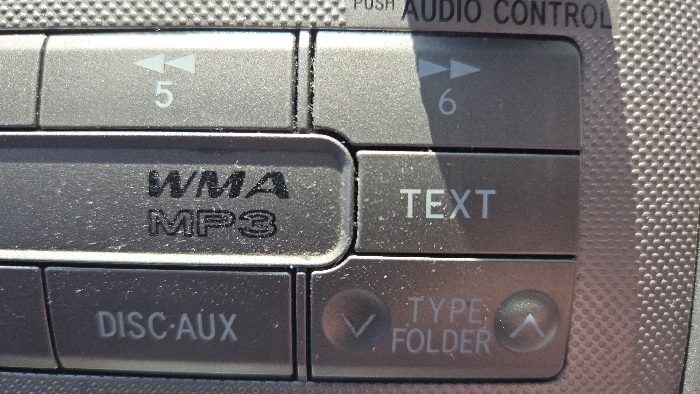 PUSH AUDIO CONTROL
5
6
WMA
MP3
TEXT
DISC·AUX
TYPE
FOLDER